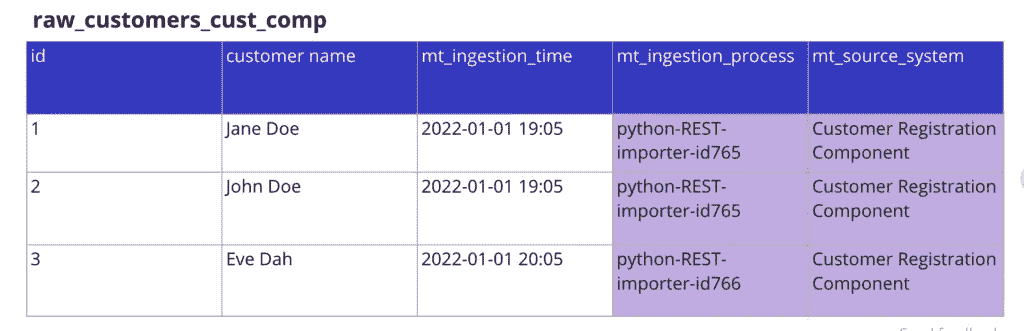 raw_customers_cust_comp
id customer name mt_ingestion_time mt_ingestion_process mt_source_system
1 Jane Doe 2022-01-01 19:05 python-REST- Customer Registration
importer-id765 Component
2 John Doe 2022-01-01 19:05 python-REST- Customer Registration
importer-id765 Component
3 Eve Dah 2022-01-01 20:05 python-REST- Customer Registration
importer-id766 Component